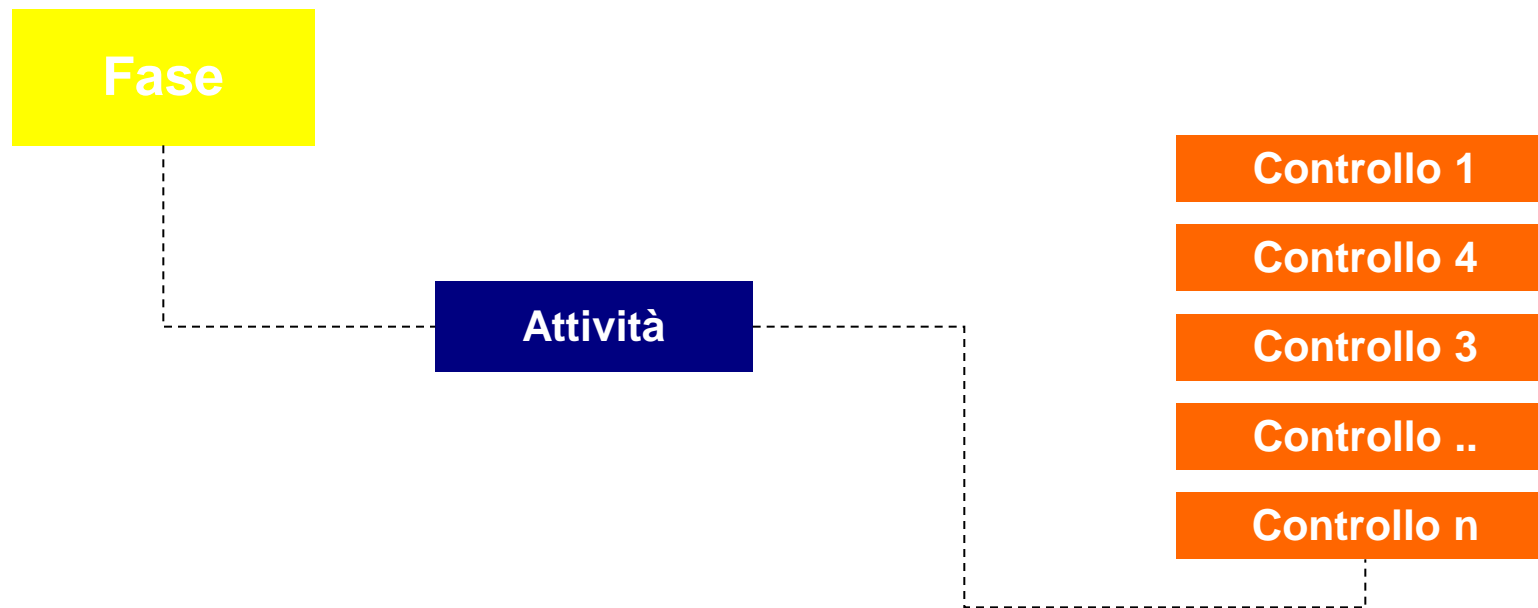 Fase
Controllo 1
Controllo 4
Attività
Controllo 3
Controllo ..
Controllo n